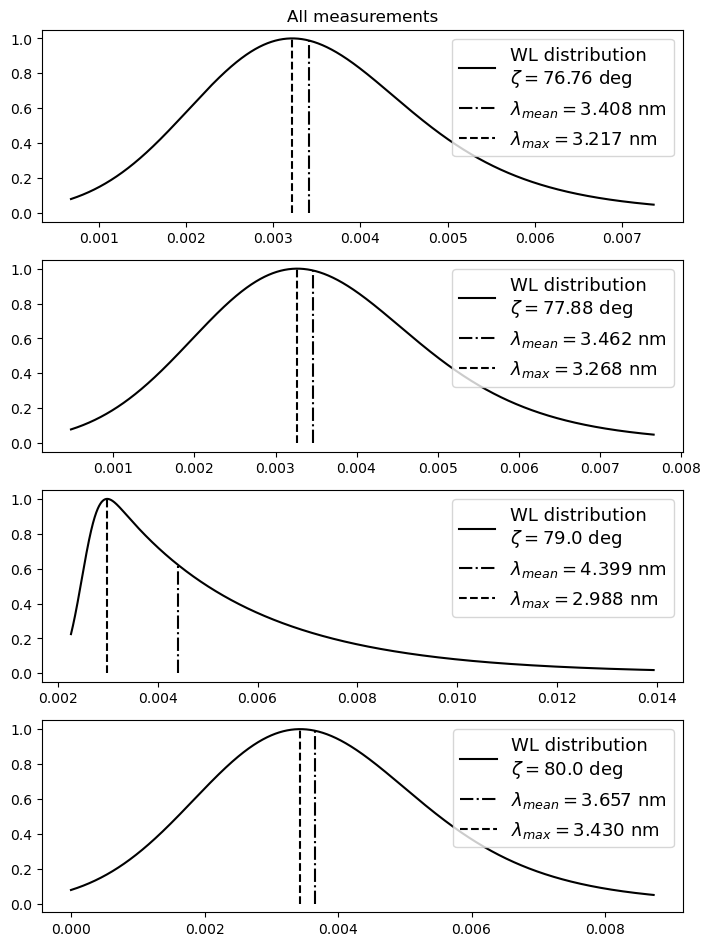 All measurements
1.0
0.8
0.6
0.4
0.2
0.0
WL distribution
ζ = 76.76 deg
λmean = 3.408 nm
λmax = 3.217 nm
0.001 0.002 0.003 0.004 0.005 0.006 0.007
1.0
0.8
0.6
0.4
0.2
0.0
WL distribution
ζ = 77.88 deg
λmean = 3.462 nm
λmax = 3.268 nm
0.001 0.002 0.003 0.004 0.005 0.006 0.007 0.008
1.0
0.8
0.6
0.4
0.2
0.0
WL distribution
ζ = 79.0 deg
λmean = 4.399 nm
λmax = 2.988 nm
0.002 0.004 0.006 0.008 0.010 0.012 0.014
1.0
0.8
0.6
0.4
0.2
0.0
WL distribution
ζ = 80.0 deg
λmean = 3.657 nm
λmax = 3.430 nm
0.000 0.002 0.004 0.006 0.008